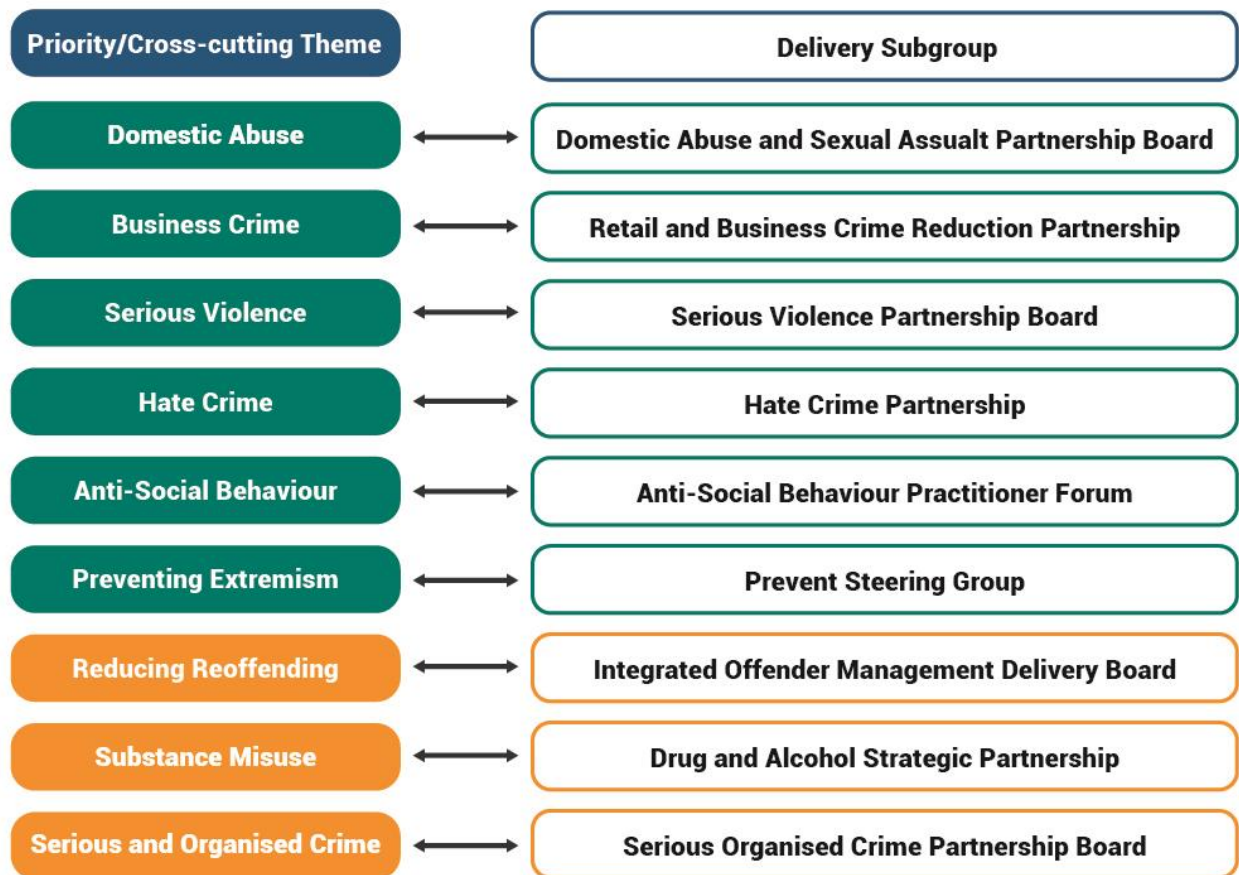 Priority/Cross-cutting Theme
Delivery Subgroup
Domestic Abuse
Domestic Abuse and Sexual Assualt Partnership Board
Business Crime
Retail and Business Crime Reduction Partnership
Serious Violence
Serious Violence Partnership Board
Hate Crime
Hate Crime Partnership
Anti-Social Behaviour
Anti-Social Behaviour Practitioner Forum
Preventing Extremism
Prevent Steering Group
Reducing Reoffending
Integrated Offender Management Delivery Board
Substance Misuse
Drug and Alcohol Strategic Partnership
Serious and Organised Crime
Serious Organised Crime Partnership Board